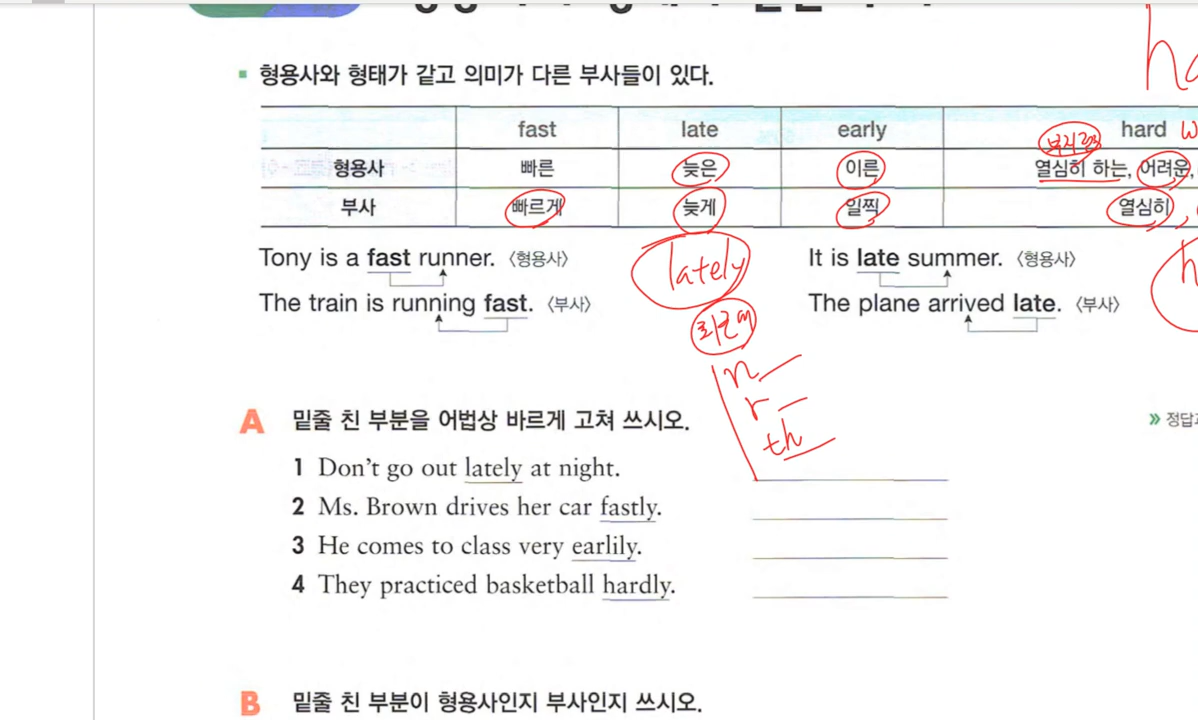 형용사와 형태가 같고 의미가 다른 부사들이 있다.
fast late early hard
형용사 빠른 늦은 이른 열심히 하는, 어려운,
부사 빠르게 늦게 일찍 열심히,
Tony is a fast runner. 〈형용사〉 It is late summer. 〈형용사〉
The train is running fast. 〈부사〉 The plane arrived late. 〈부사〉
lately
최근에
n
r
th
A 밑줄 친 부분을 어법상 바르게 고쳐 쓰시오.
» 정답과
1 Don't go out lately at night.
2 Ms. Brown drives her car fastly.
3 He comes to class very earlily.
4 They practiced basketball hardly.
B 밑줄 친 부분이 형용사인지 부사인지 쓰시오.